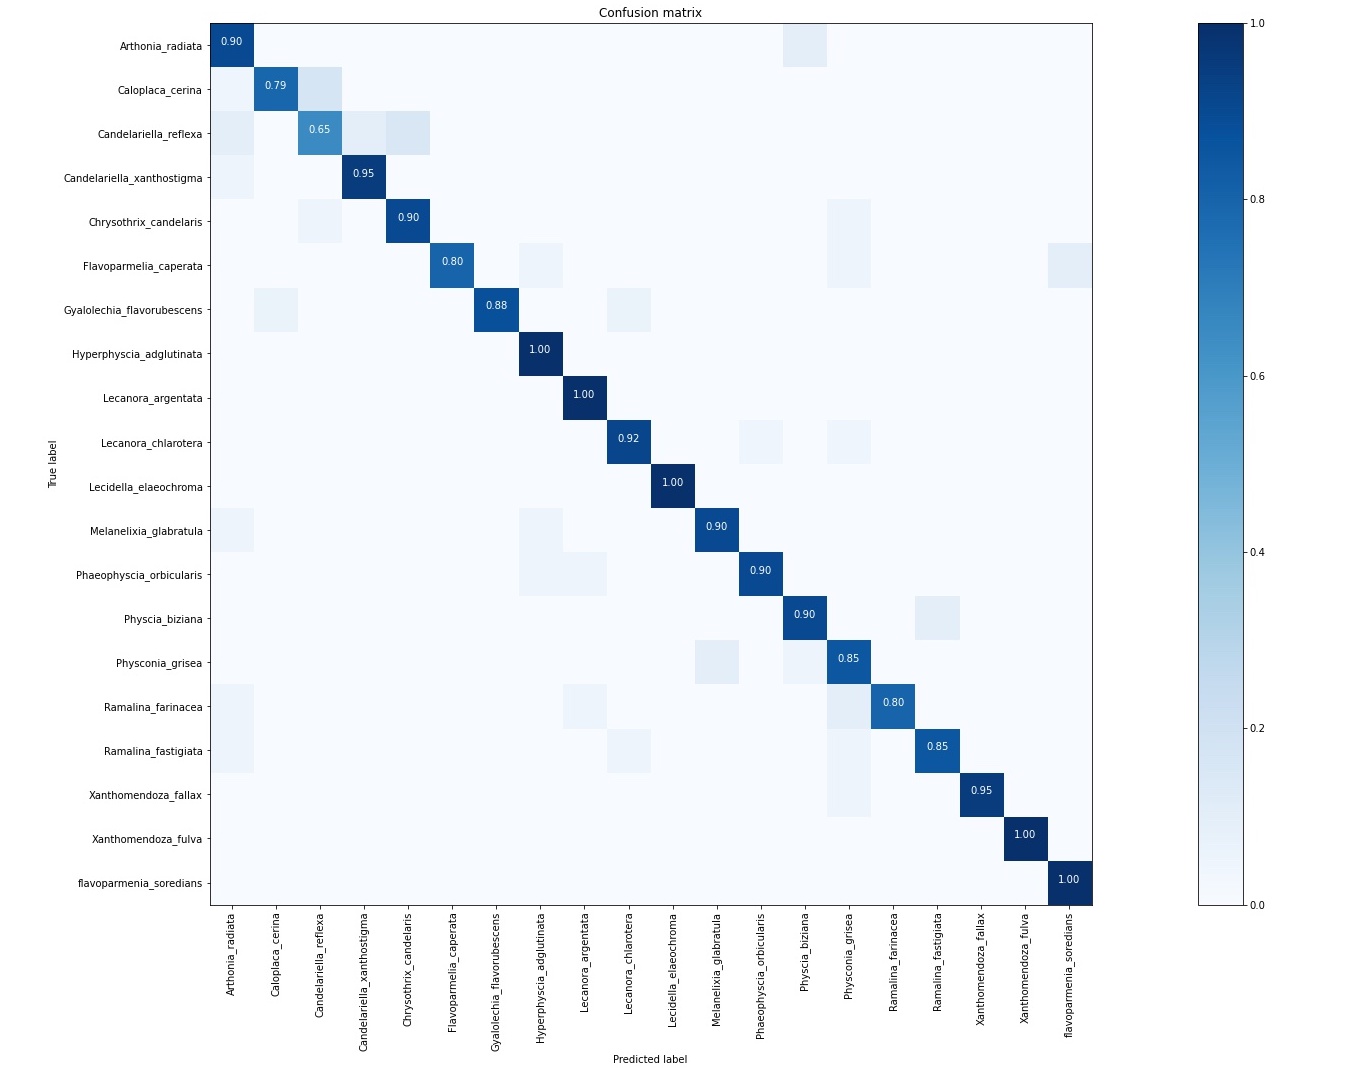 Confusion matrix
Arthonia_radiata
Caloplaca_cerina
Candelariella_reflexa
Candelariella_xanthostigma
Chrysothrix_candelaris
Flavoparmelia_caperata
Gyalolechia_flavorubescens
Hyperphyscia_adglutinata
Lecanora_argentata
Lecanora_chlarotera
Lecidella_elaeochroma
Melanelixia_glabratula
Phaeophyscia_orbicularis
Physcia_biziana
Physconia_grisea
Ramalina_farinacea
Ramalina_fastigiata
Xanthomendoza_fallax
Xanthomendoza_fulva
flavoparmenia_soredians
True label
0.90
0.79
0.65
0.95
0.90
0.80
0.88
1.00
1.00
0.92
1.00
0.90
0.90
0.90
0.85
0.80
0.85
0.95
1.00
1.00
Arthonia_radiata
Caloplaca_cerina
Candelariella_reflexa
Candelariella_xanthostigma
Chrysothrix_candelaris
Flavoparmelia_caperata
Gyalolechia_flavorubescens
Hyperphyscia_adglutinata
Lecanora_argentata
Lecanora_chlarotera
Lecidella_elaeochroma
Melanelixia_glabratula
Phaeophyscia_orbicularis
Physcia_biziana
Physconia_grisea
Ramalina_farinacea
Ramalina_fastigiata
Xanthomendoza_fallax
Xanthomendoza_fulva
flavoparmenia_soredians
Predicted label
1.0
0.8
0.6
0.4
0.2
0.0